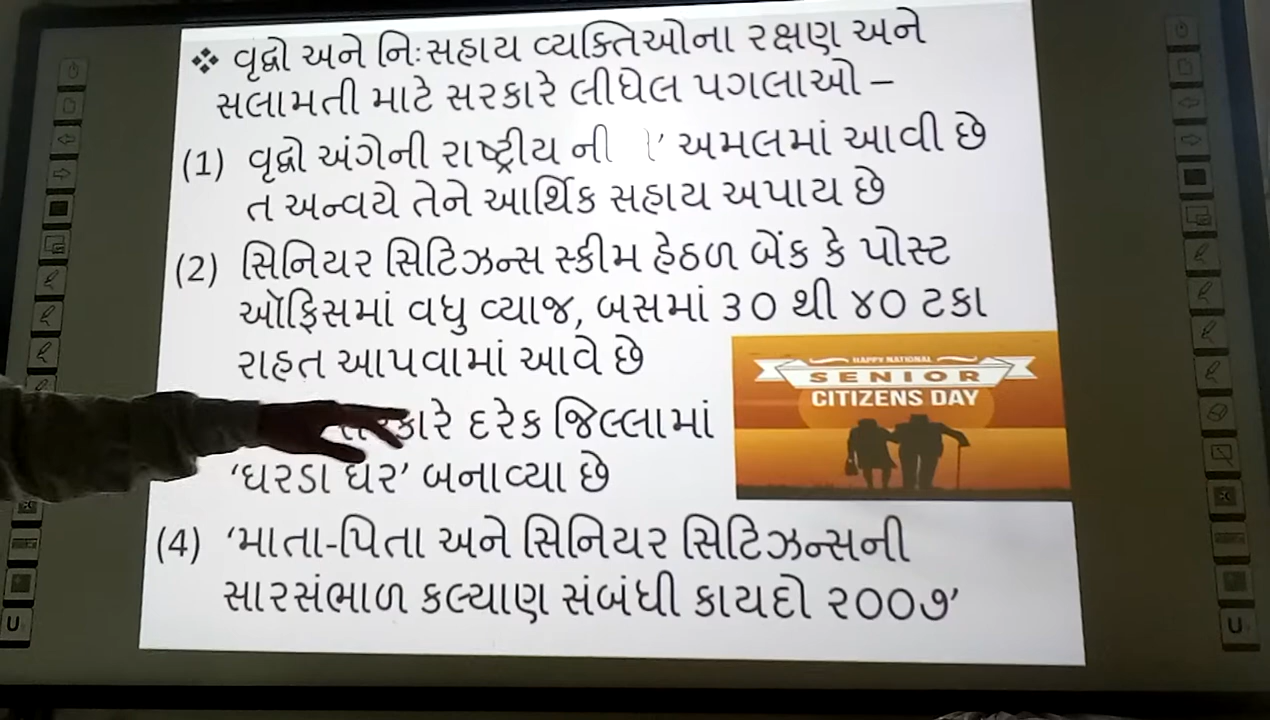 ❖ વૃદ્ધો અને નિઃસહાય વ્યક્તિઓના રક્ષણ અને
સલામતી માટે સરકારે લીધેલ પગલાઓ –
(1) વૃદ્ધો અંગેની રાષ્ટ્રીય ની ’ અમલમાં આવી છે
ત અન્વયે તેને આર્થિક સહાય અપાય છે
(2) સિનિયર સિટિઝન્સ સ્કીમ હેઠળ બેંક કે પોસ્ટ
ઑફિસમાં વધુ વ્યાજ, બસમાં ૩૦ થી ૪૦ ટકા
રાહત આપવામાં આવે છે
HAPPY NATIONAL
SENIOR
CITIZENS DAY
સરકારે દરેક જિલ્લામાં
‘ઘરડા ઘર’ બનાવ્યા છે
(4) ‘માતા-પિતા અને સિનિયર સિટિઝન્સની
સારસંભાળ કલ્યાણ સંબંધી કાયદો ૨૦૦૭’